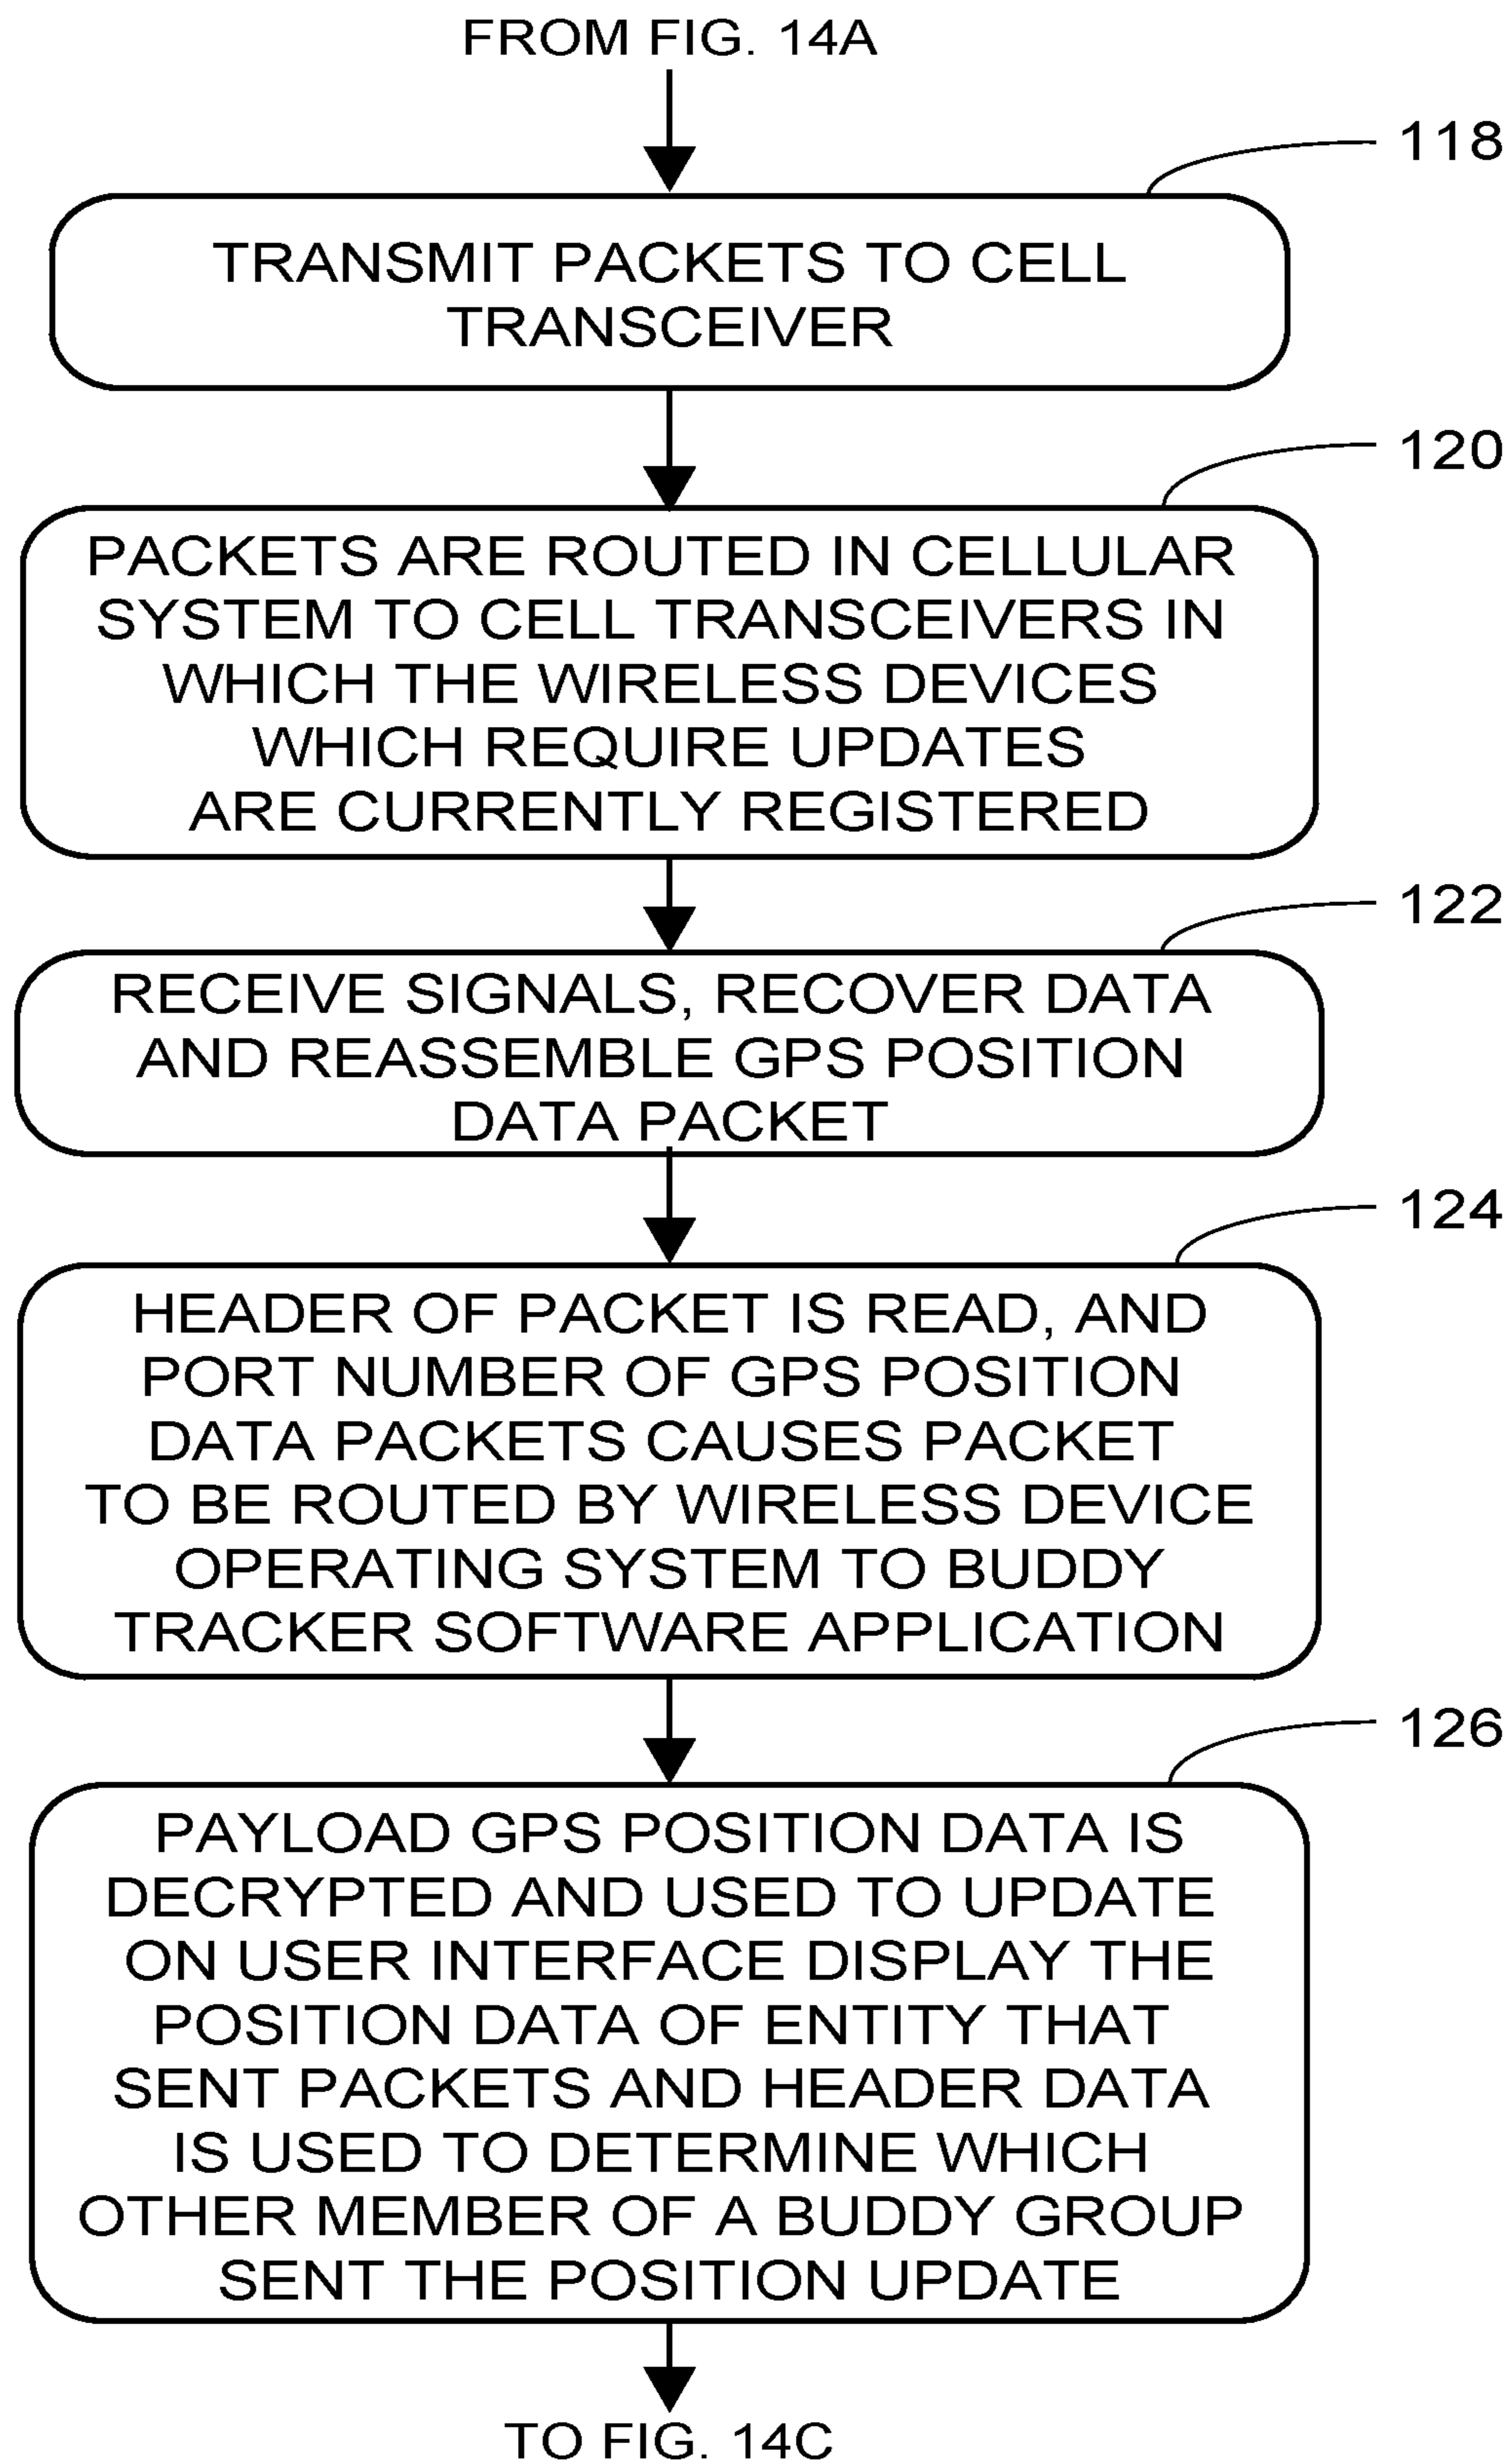 FROM FIG. 14A
118
TRANSMIT PACKETS TO CELL
TRANSCEIVER
120
PACKETS ARE ROUTED IN CELLULAR
SYSTEM TO CELL TRANSCEIVERS IN
WHICH THE WIRELESS DEVICES
WHICH REQUIRE UPDATES
ARE CURRENTLY REGISTERED
122
RECEIVE SIGNALS, RECOVER DATA
AND REASSEMBLE GPS POSITION
DATA PACKET
124
HEADER OF PACKET IS READ, AND
PORT NUMBER OF GPS POSITION
DATA PACKETS CAUSES PACKET
TO BE ROUTED BY WIRELESS DEVICE
OPERATING SYSTEM TO BUDDY
TRACKER SOFTWARE APPLICATION
126
PAYLOAD GPS POSITION DATA IS
DECRYPTED AND USED TO UPDATE
ON USER INTERFACE DISPLAY THE
POSITION DATA OF ENTITY THAT
SENT PACKETS AND HEADER DATA
IS USED TO DETERMINE WHICH
OTHER MEMBER OF A BUDDY GROUP
SENT THE POSITION UPDATE
TO FIG. 14C